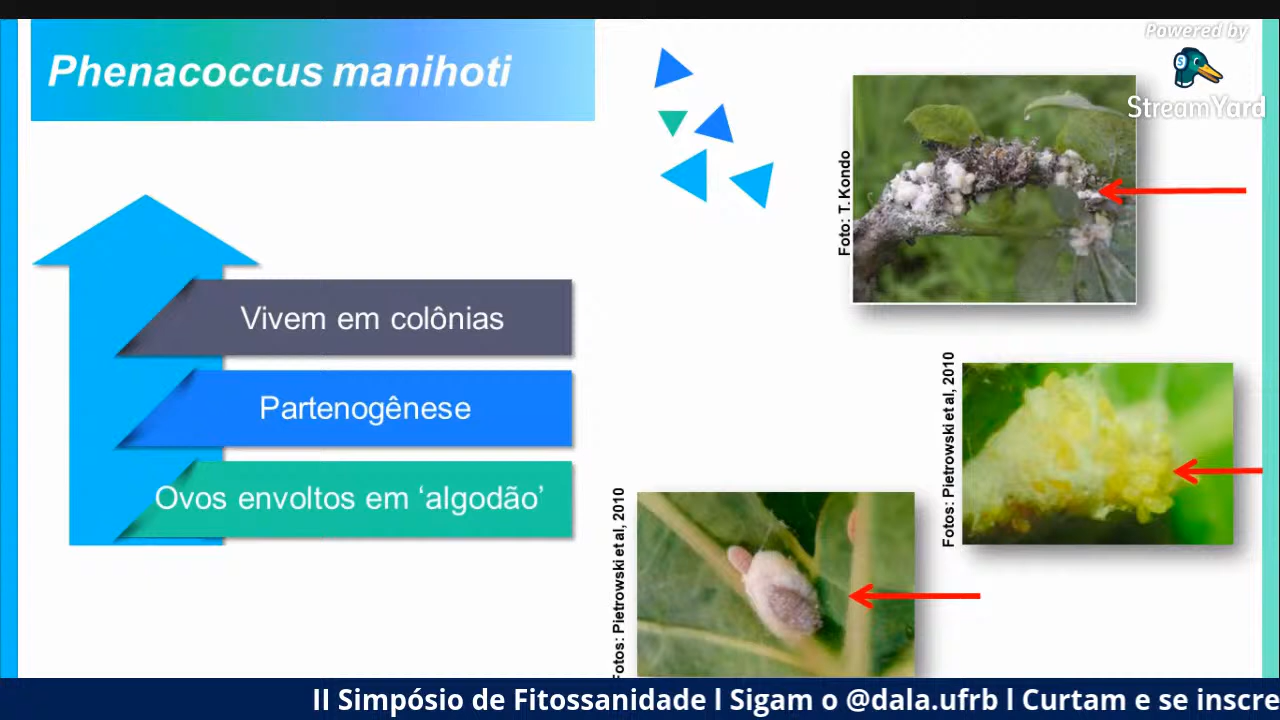 Phenacoccus manihoti
Powered by
StreamYard
Foto: T. Kondo
Vivem em colônias
Partenogênese
Ovos envoltos em ‘algodão’
Fotos: Pietrowski et al, 2010
Fotos: Pietrowski et al, 2010
II Simpósio de Fitossanidade l Sigam o @dala.ufrb l Curtam e se inscre